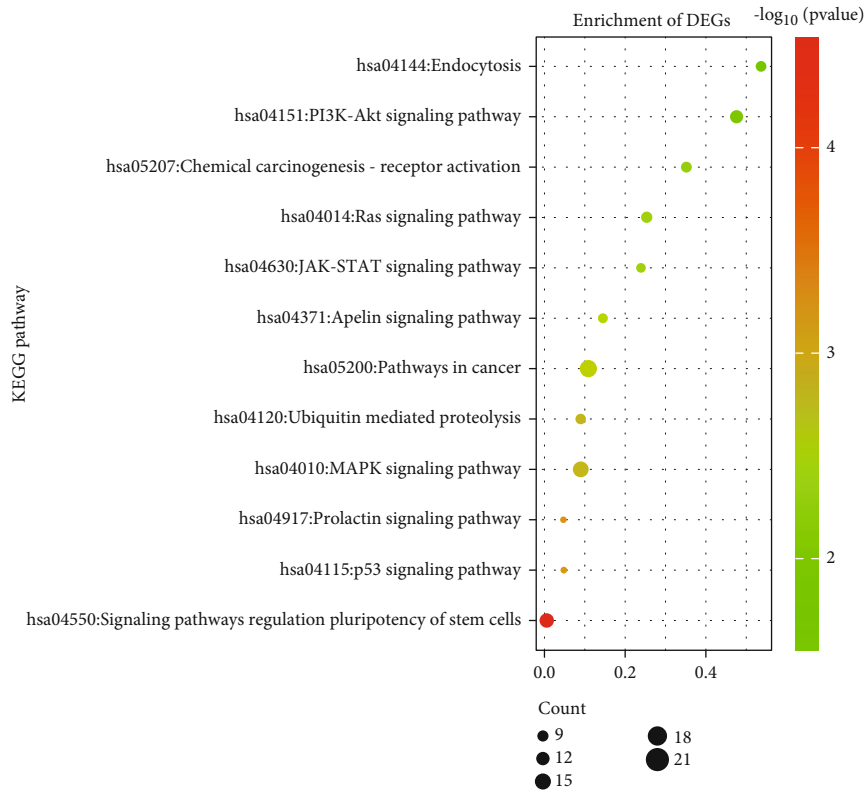 Enrichment of DEGs
-log10 (pvalue)
KEGG pathway
hsa04144:Endocytosis
hsa04151:PI3K-Akt signaling pathway
hsa05207:Chemical carcinogenesis - receptor activation
hsa04014:Ras signaling pathway
hsa04630:JAK-STAT signaling pathway
hsa04371:Apelin signaling pathway
hsa05200:Pathways in cancer
hsa04120:Ubiquitin mediated proteolysis
hsa04010:MAPK signaling pathway
hsa04917:Prolactin signaling pathway
hsa04115:p53 signaling pathway
hsa04550:Signaling pathways regulation pluripotency of stem cells
4
3
2
0.0 0.2 0.4
Count
9 18
12 21
15